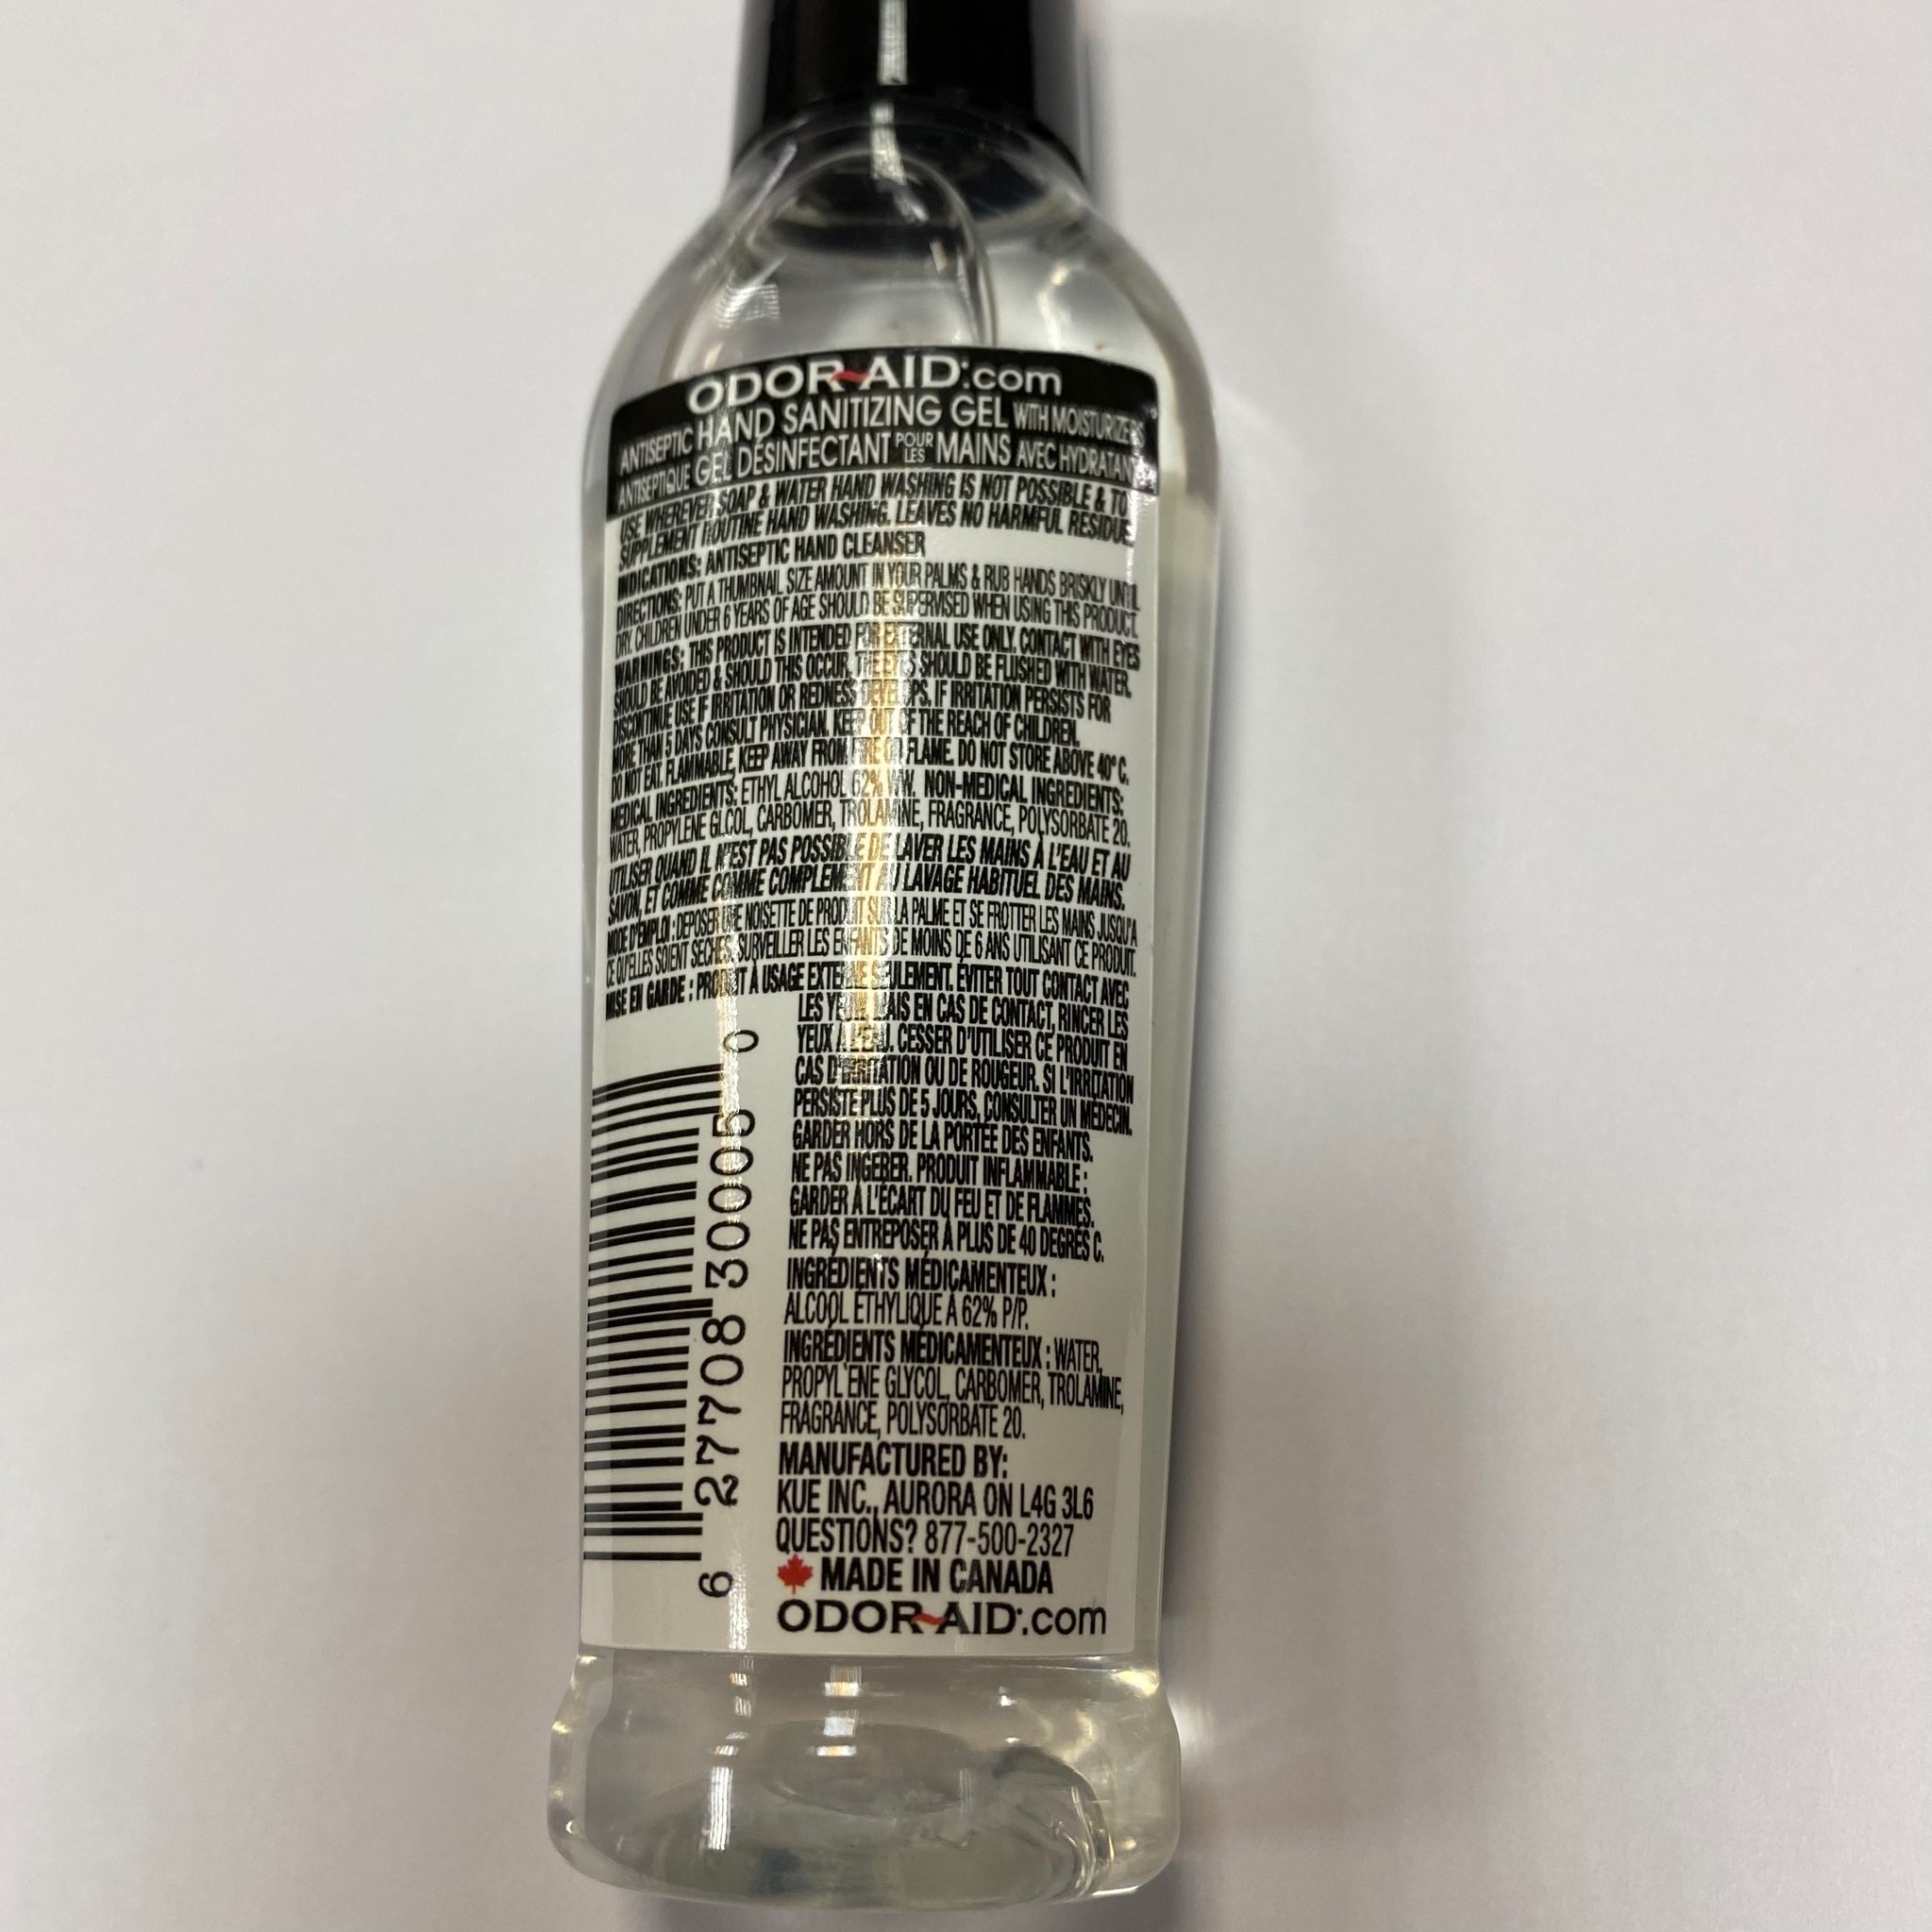 ODOR-AID.com
ANTISEPTIC HAND SANITIZING GEL WITH MOISTURIZERS
ANTISEPTIQUE GEL DÉSINFECTANT POUR LES MAINS AVEC HYDRATANT
USE WHEREVER SOAP & WATER HAND WASHING IS NOT POSSIBLE & TO
SUPPLEMENT ROUTINE HAND WASHING. LEAVES NO HARMFUL RESIDUE.
INDICATIONS: ANTISEPTIC HAND CLEANSER
DIRECTIONS: PUT A THUMBNAIL SIZE AMOUNT IN YOUR PALMS & RUB HANDS BRISKLY UNTIL
DRY. CHILDREN UNDER 6 YEARS OF AGE SHOULD BE SUPERVISED WHEN USING THIS PRODUCT.
WARNINGS: THIS PRODUCT IS INTENDED FOR EXTERNAL USE ONLY. CONTACT WITH EYES
SHOULD BE AVOIDED & SHOULD THIS OCCUR, THE EYES SHOULD BE FLUSHED WITH WATER.
DISCONTINUE USE IF IRRITATION OR REDNESS DEVELOPS. IF IRRITATION PERSISTS FOR
MORE THAN 5 DAYS CONSULT PHYSICIAN. KEEP OUT OF THE REACH OF CHILDREN.
DO NOT EAT. FLAMMABLE, KEEP AWAY FROM FIRE OR FLAME. DO NOT STORE ABOVE 40° C.
MEDICAL INGREDIENTS: ETHYL ALCOHOL 62% W/W. NON-MEDICAL INGREDIENTS:
WATER, PROPYLENE GLCOL, CARBOMER, TROLAMINE, FRAGRANCE, POLYSORBATE 20.
UTILISER QUAND IL N'EST PAS POSSIBLE DE LAVER LES MAINS À L'EAU ET AU
SAVON, ET COMME COMME COMPLEMENT AU LAVAGE HABITUEL DES MAINS.
MODE D'EMPLOI : DEPOSER UNE NOISETTE DE PRODUIT SUR LA PALME ET SE FROTTER LES MAINS JUSQU'A
CE QU'ELLES SOIENT SECHES. SURVEILLER LES ENFANTS DE MOINS DE 6 ANS UTILISANT CE PRODUIT.
MISE EN GARDE : PRODUIT À USAGE EXTERNE SEULEMENT. ÉVITER TOUT CONTACT AVEC
LES YEUX, MAIS EN CAS DE CONTACT, RINCER LES
YEUX A L'EAU. CESSER D'UTILISER CE PRODUIT EN
CAS D'IRRITATION OU DE ROUGEUR. SI L'IRRITATION
PERSISTE PLUS DE 5 JOURS, CONSULTER UN MÉDECIN.
GARDER HORS DE LA PORTÉE DES ENFANTS.
NE PAS INGERER. PRODUIT INFLAMMABLE :
GARDER À L'ÉCART DU FEU ET DE FLAMMES.
NE PAS ENTREPOSER À PLUS DE 40 DEGRÉS C.
INGRÉDIENTS MÉDICAMENTEUX :
ALCOOL ÉTHYLIQUE À 62% P/P.
INGRÉDIENTS MÉDICAMENTEUX : WATER,
PROPYL'ENE GLYCOL, CARBOMER, TROLAMINE,
FRAGRANCE, POLYSORBATE 20.
MANUFACTURED BY:
KUE INC., AURORA ON L4G 3L6
QUESTIONS? 877-500-2327
MADE IN CANADA
ODOR-AID.com
6 27708 30005 0